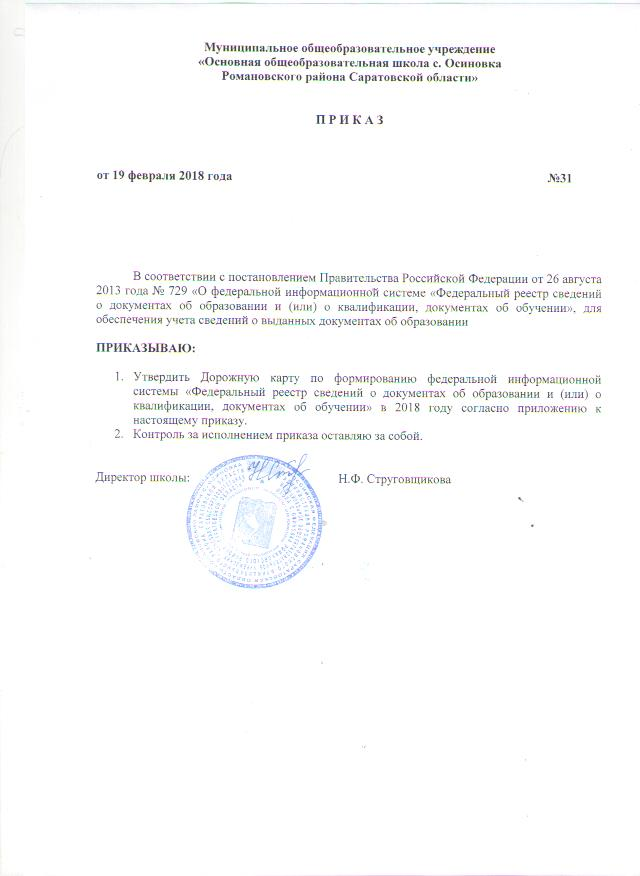 Муниципальное общеобразовательное учреждение
«Основная общеобразовательная школа с. Осиновка
Романовского района Саратовской области»
П Р И К А З
от 19 февраля 2018 года №31
В соответствии с постановлением Правительства Российской Федерации от 26 августа
2013 года № 729 «О федеральной информационной системе «Федеральный реестр сведений
о документах об образовании и (или) о квалификации, документах об обучении», для
обеспечения учета сведений о выданных документах об образовании
ПРИКАЗЫВАЮ:
1. Утвердить Дорожную карту по формированию федеральной информационной
системы «Федеральный реестр сведений о документах об образовании и (или) о
квалификации, документах об обучении» в 2018 году согласно приложению к
настоящему приказу.
2. Контроль за исполнением приказа оставляю за собой.
Директор школы: Н.Ф. Струговщикова